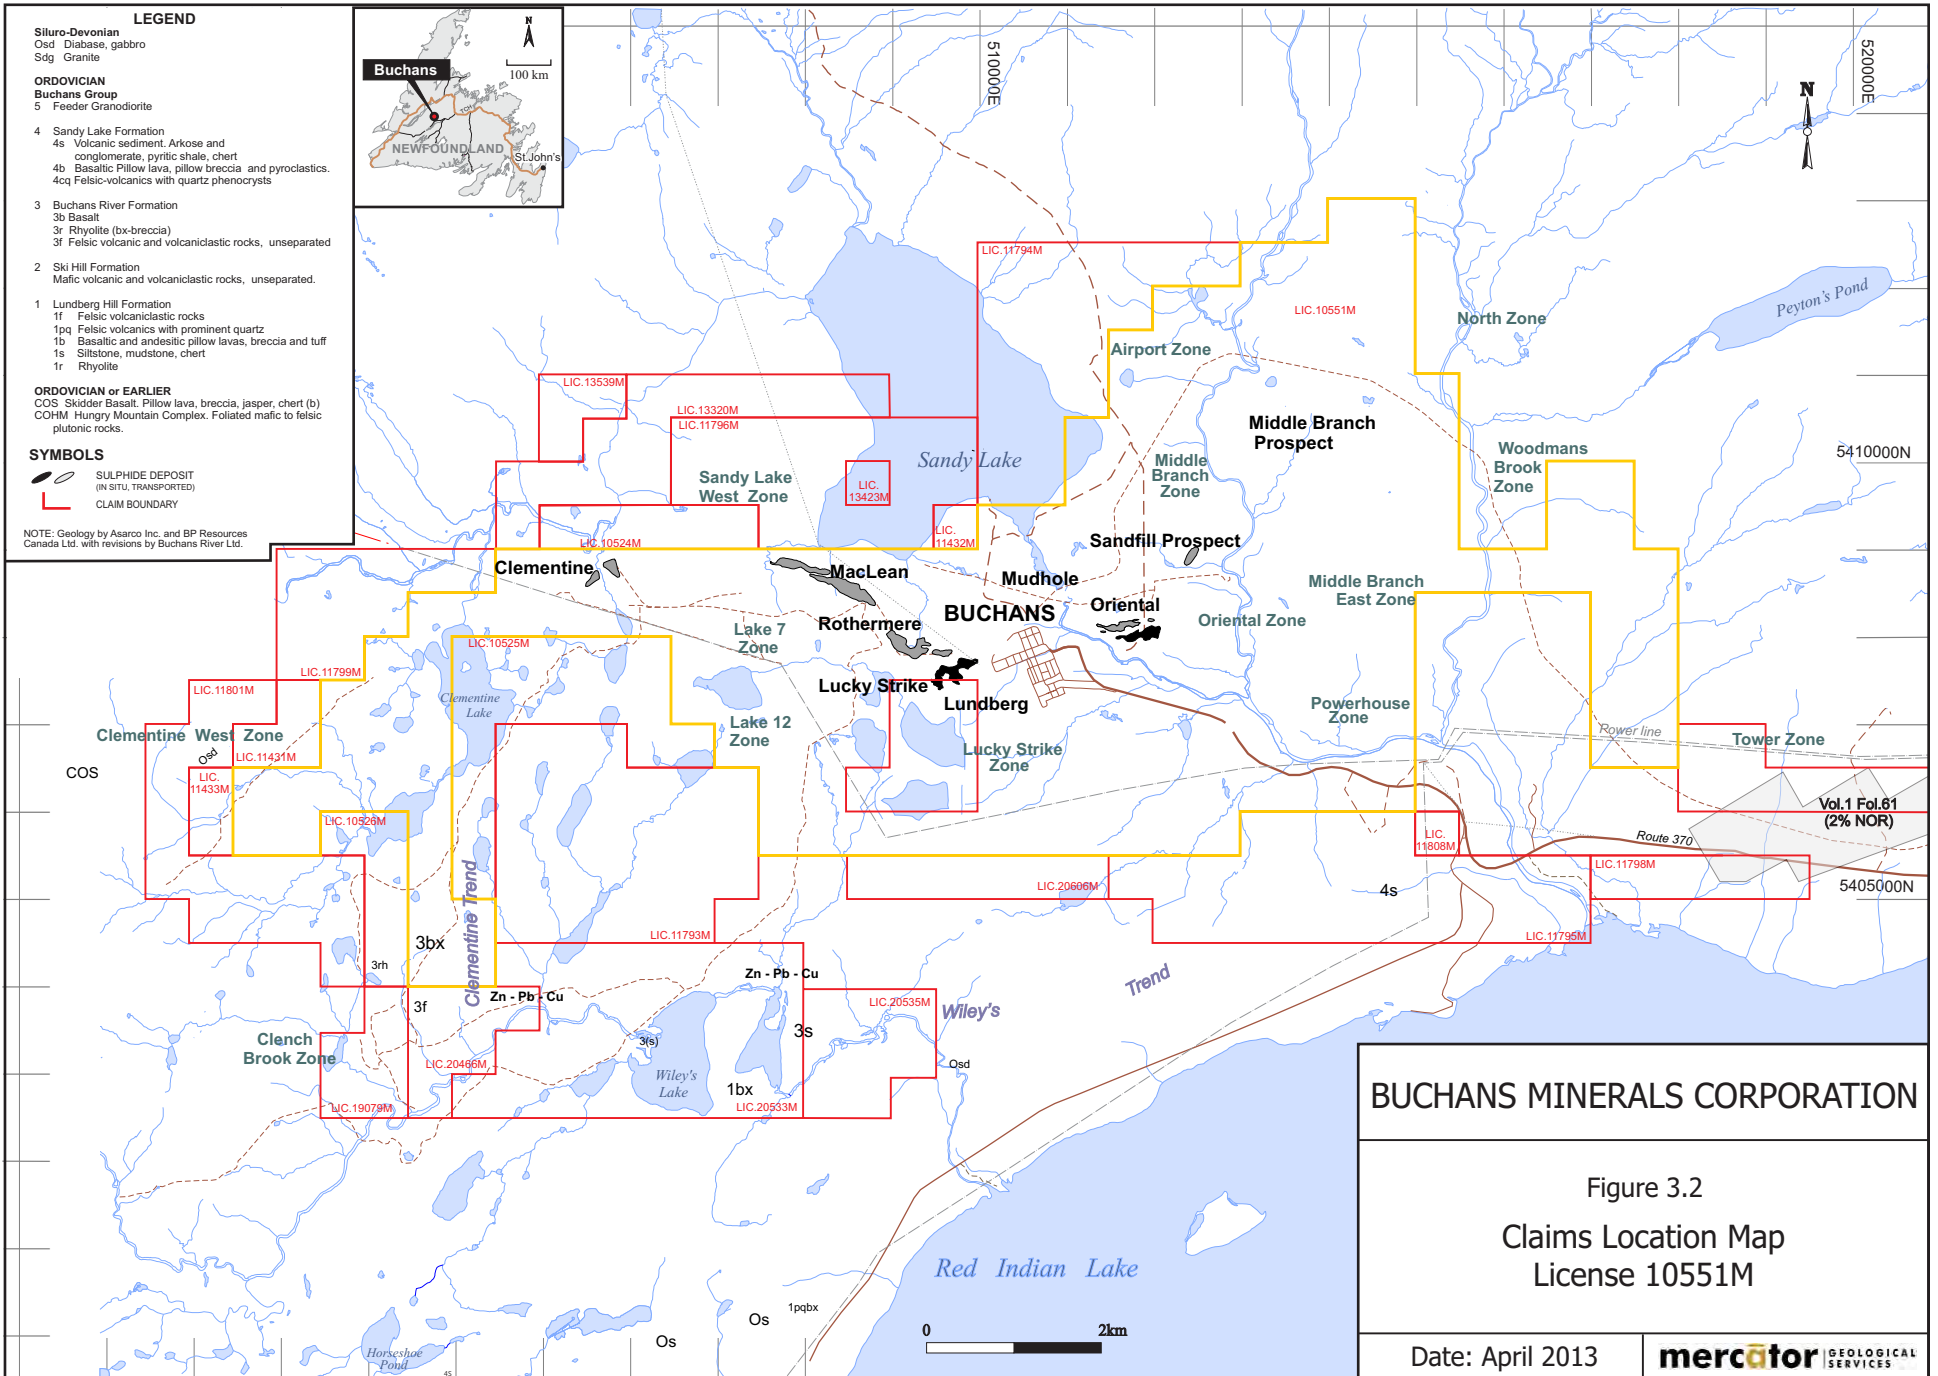 LEGEND
Siluro-Devonian
Osd Diabase, gabbro
Sdg Granite
ORDOVICIAN
Buchans Group
5 Feeder Granodiorite
4 Sandy Lake Formation
4s Volcanic sediment. Arkose and
conglomerate, pyritic shale, chert
4b Basaltic Pillow lava, pillow breccia and pyroclastics.
4cq Felsic-volcanics with quartz phenocrysts
3 Buchans River Formation
3b Basalt
3r Rhyolite (bx-breccia)
3f Felsic volcanic and volcaniclastic rocks, unseparated
2 Ski Hill Formation
Mafic volcanic and volcaniclastic rocks, unseparated.
1 Lundberg Hill Formation
1f Felsic volcaniclastic rocks
1pq Felsic volcanics with prominent quartz
1b Basaltic and andesitic pillow lavas, breccia and tuff
1s Siltstone, mudstone, chert
1r Rhyolite
ORDOVICIAN or EARLIER
COS Skidder Basalt. Pillow lava, breccia, jasper, chert (b)
COHM Hungry Mountain Complex. Foliated mafic to felsic
plutonic rocks.
SYMBOLS
SULPHIDE DEPOSIT
(IN SITU, TRANSPORTED)
CLAIM BOUNDARY
NOTE: Geology by Asarco Inc. and BP Resources
Canada Ltd. with revisions by Buchans River Ltd.
Buchans
N
100 km
TCH
NEWFOUNDLAND
St.John's
510000E
520000E
N
LIC.11794M
LIC.10551M
North Zone
Peyton's Pond
Airport Zone
LIC.13539M
LIC.13320M
LIC.11796M
Middle Branch
Prospect
Sandy Lake
Sandy Lake
West Zone
LIC.
13423M
Middle
Branch
Zone
Woodmans
Brook
Zone
5410000N
LIC.
11432M
LIC.10524M
Sandfill Prospect
Clementine
MacLean
Mudhole
Middle Branch
East Zone
BUCHANS
Oriental
Oriental Zone
Rothermere
Lake 7
Zone
LIC.10525M
LIC.11799M
LIC.11801M
Lucky Strike
Lundberg
Clementine
Lake
Lake 12
Zone
Powerhouse
Zone
Clementine West Zone
Osd
LIC.11431M
Lucky Strike
Zone
Power line
Tower Zone
COS
LIC.
11433M
LIC.10526M
Vol.1 Fol.61
(2% NOR)
LIC.
11808M
Route 370
LIC.11798M
LIC.20606M
4s
5405000N
Clementine Trend
LIC.11793M
LIC.11795M
3bx
3rh
Zn - Pb - Cu
Zn - Pb - Cu
Trend
Wiley's
LIC.20535M
3f
3s
3(s)
Clench
Brook Zone
LIC.20466M
Osd
Wiley's
Lake
1bx
LIC.19079M
LIC.20533M
Red Indian Lake
1pqbx
Os
Os
Horseshoe
Pond
4s
0
2km
BUCHANS MINERALS CORPORATION
Figure 3.2
Claims Location Map
License 10551M
Date: April 2013
mercātor GEOLOGICAL
SERVICES